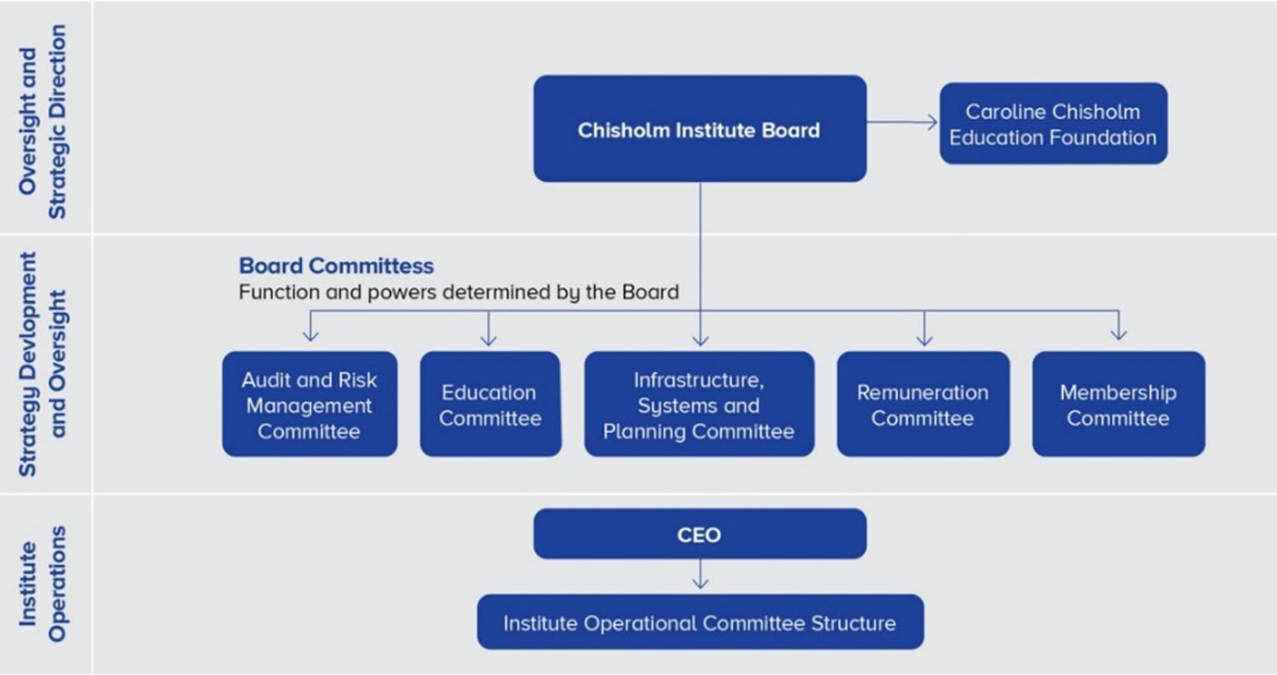 Oversight and
Strategic Direction
Chisholm Institute Board
Caroline Chisholm
Education Foundation
Strategy Devlopment
and Oversight
Board Committess
Function and powers determined by the Board
Audit and Risk
Management
Committee
Education
Committee
Infrastructure,
Systems and
Planning Committee
Remuneration
Committee
Membership
Committee
Institute
Operations
CEO
Institute Operational Committee Structure